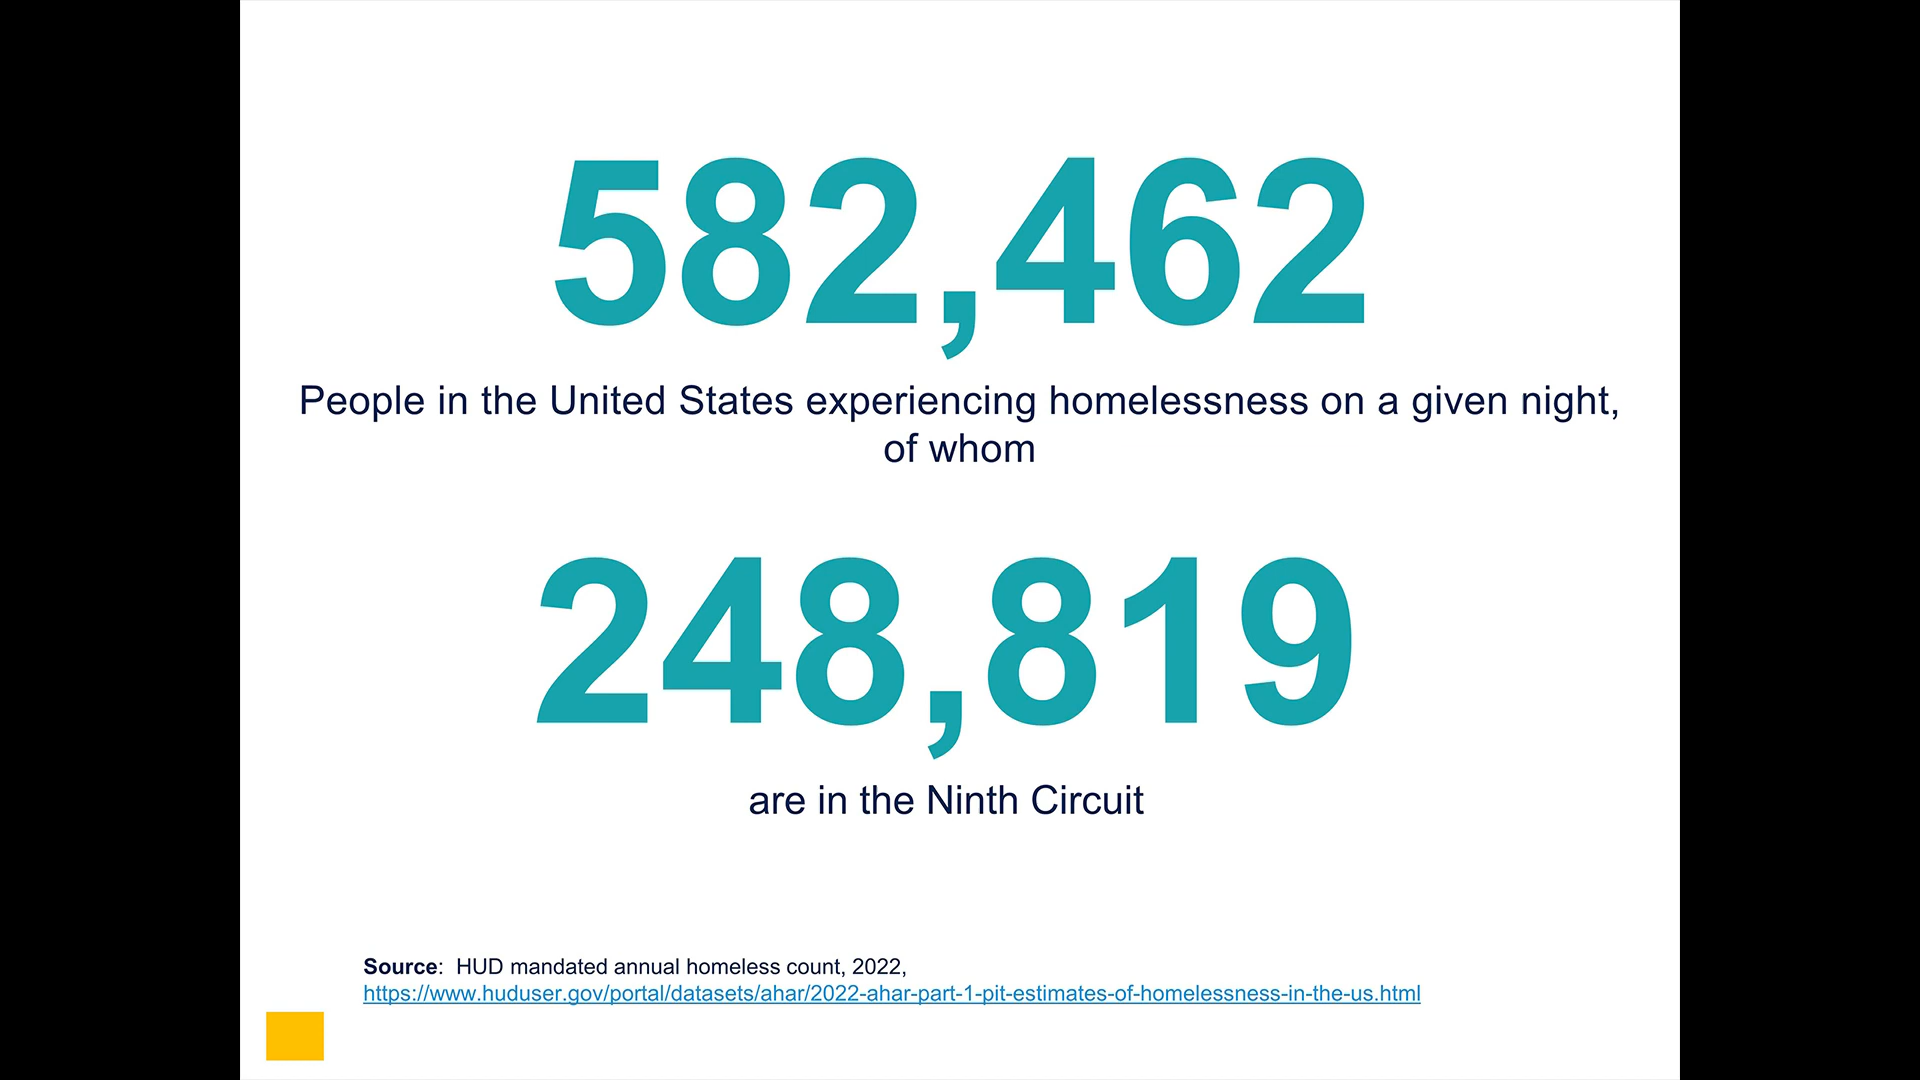 582,462
People in the United States experiencing homelessness on a given night,
of whom
248,819
are in the Ninth Circuit
Source:  HUD mandated annual homeless count, 2022,
https://www.huduser.gov/portal/datasets/ahar/2022-ahar-part-1-pit-estimates-of-homelessness-in-the-us.html